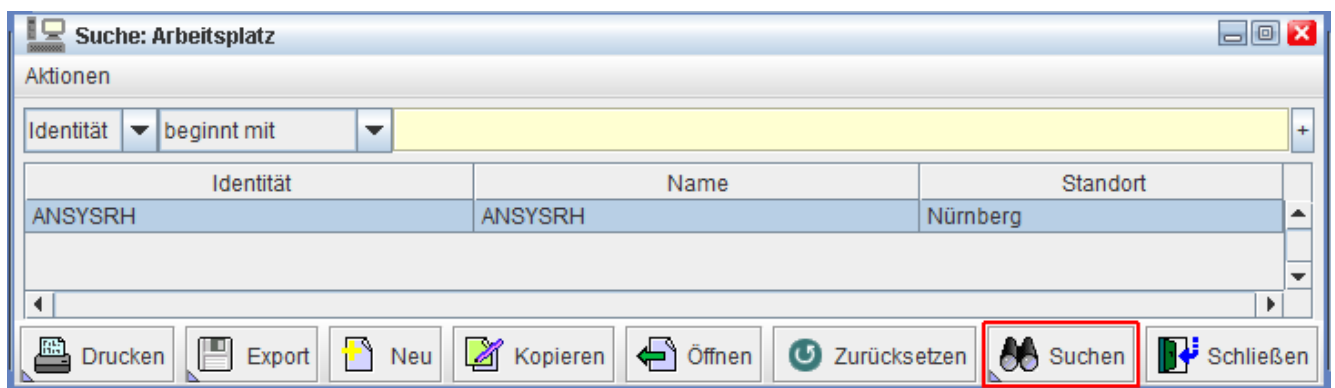 Suche: Arbeitsplatz
Aktionen
Identität beginnt mit +
Identität Name Standort
ANSYSRH ANSYSRH Nürnberg
Drucken Export Neu Kopieren Öffnen Zurücksetzen Suchen Schließen